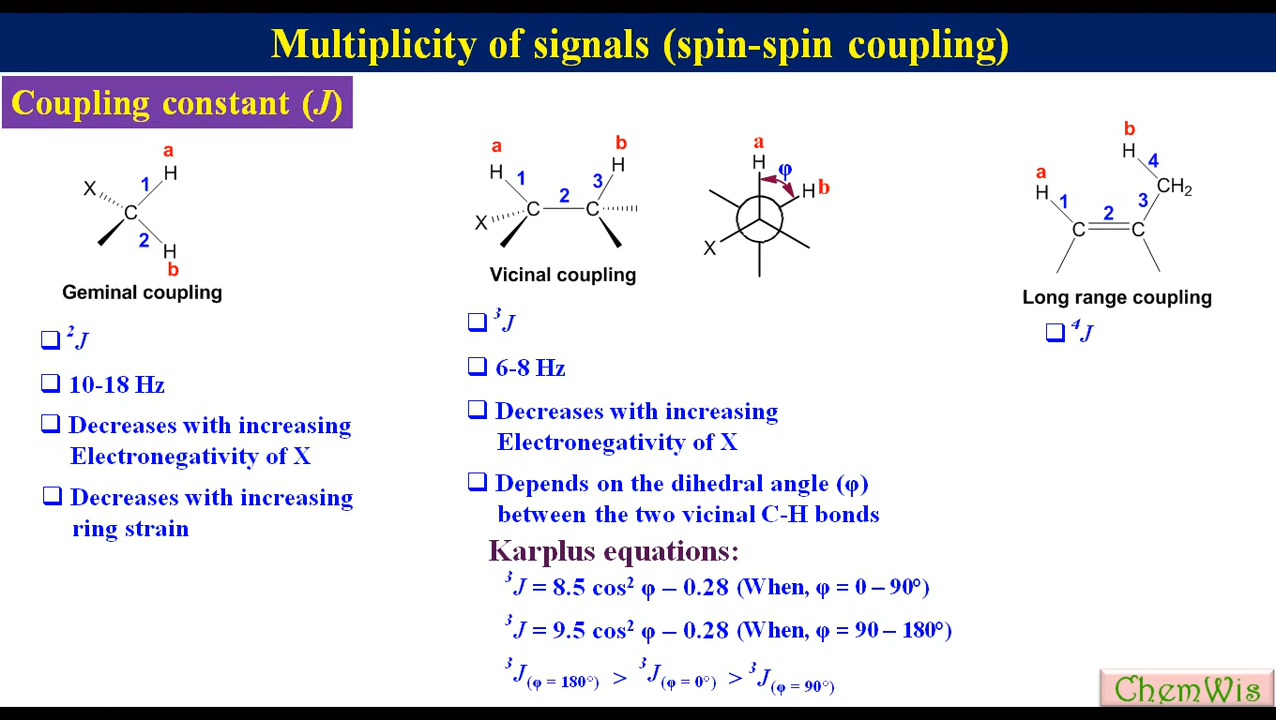 Multiplicity of signals (spin-spin coupling)
Coupling constant (J)
a
H
X
1
C
2
H
b
Geminal coupling
²J
10-18 Hz
Decreases with increasing
Electronegativity of X
Decreases with increasing
ring strain
a
b
H
H
1
2
3
X
C
C
Vicinal coupling
a
H
φ
H b
X
³J
6-8 Hz
Decreases with increasing
Electronegativity of X
Depends on the dihedral angle (φ)
between the two vicinal C-H bonds
Karplus equations:
³J = 8.5 cos² φ – 0.28 (When, φ = 0 – 90°)
³J = 9.5 cos² φ – 0.28 (When, φ = 90 – 180°)
³J(φ = 180°) > ³J(φ = 0°) > ³J(φ = 90°)
b
H
4
a
H
CH₂
1
2
3
C
C
Long range coupling
⁴J
ChemWis